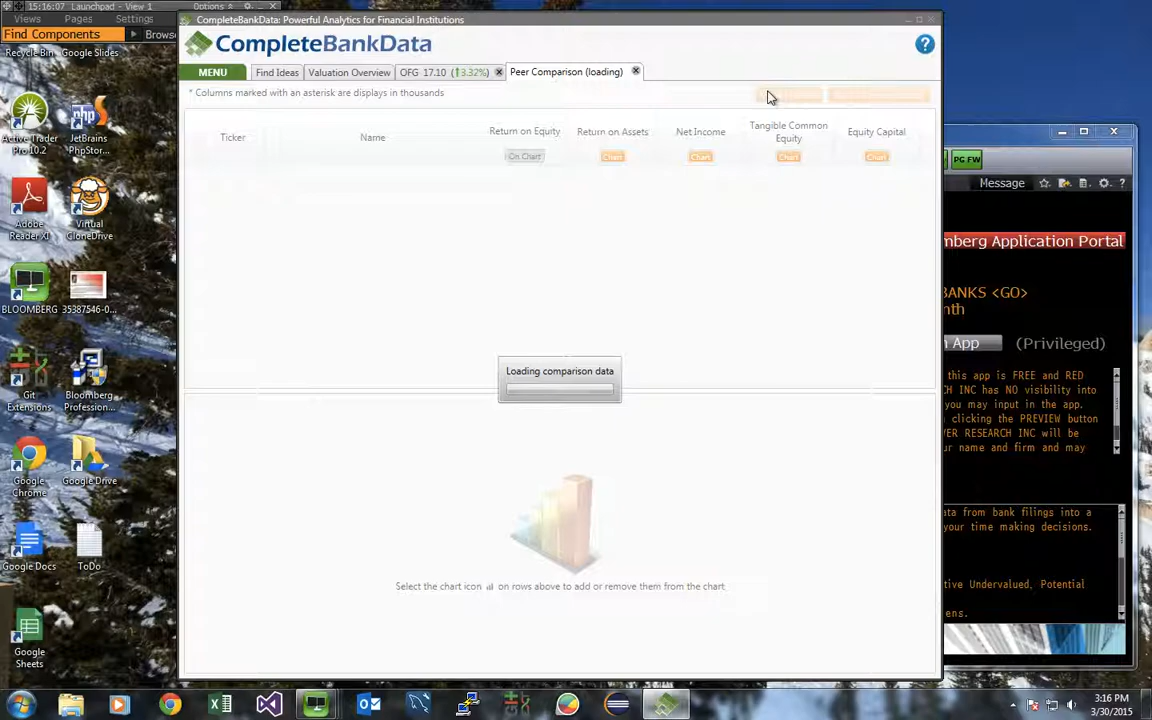 15:16:07 Launchpad - View 1 Options
Views Pages Settings
Find Components Browse
Recycle Bin Google Slides
Active Trader Pro 10.2
JetBrains PhpStor...
Adobe Reader XI
Virtual CloneDrive
BLOOMBERG
35387546-0...
Git Extensions
Bloomberg Profession...
Google Chrome
Google Drive
Google Docs
ToDo
Google Sheets
CompleteBankData: Powerful Analytics for Financial Institutions
CompleteBankData
?
MENU Find Ideas Valuation Overview OFG 17.10 (↑3.32%) Peer Comparison (loading)
* Columns marked with an asterisk are displays in thousands
Ticker Name Return on Equity Return on Assets Net Income Tangible Common Equity Equity Capital
On Chart Chart Chart Chart Chart
Loading comparison data
Select the chart icon on rows above to add or remove them from the chart
PG FW
Message ?
mberg Application Portal
ANKS <GO>
nth
n App (Privileged)
this app is FREE and RED
CH INC has NO visibility into
you may input in the app.
clicking the PREVIEW button
VER RESEARCH INC will be
ur name and firm and may
ata from bank filings into a
your time making decisions.
tive Undervalued, Potential
ens.
3:16 PM
3/30/2015